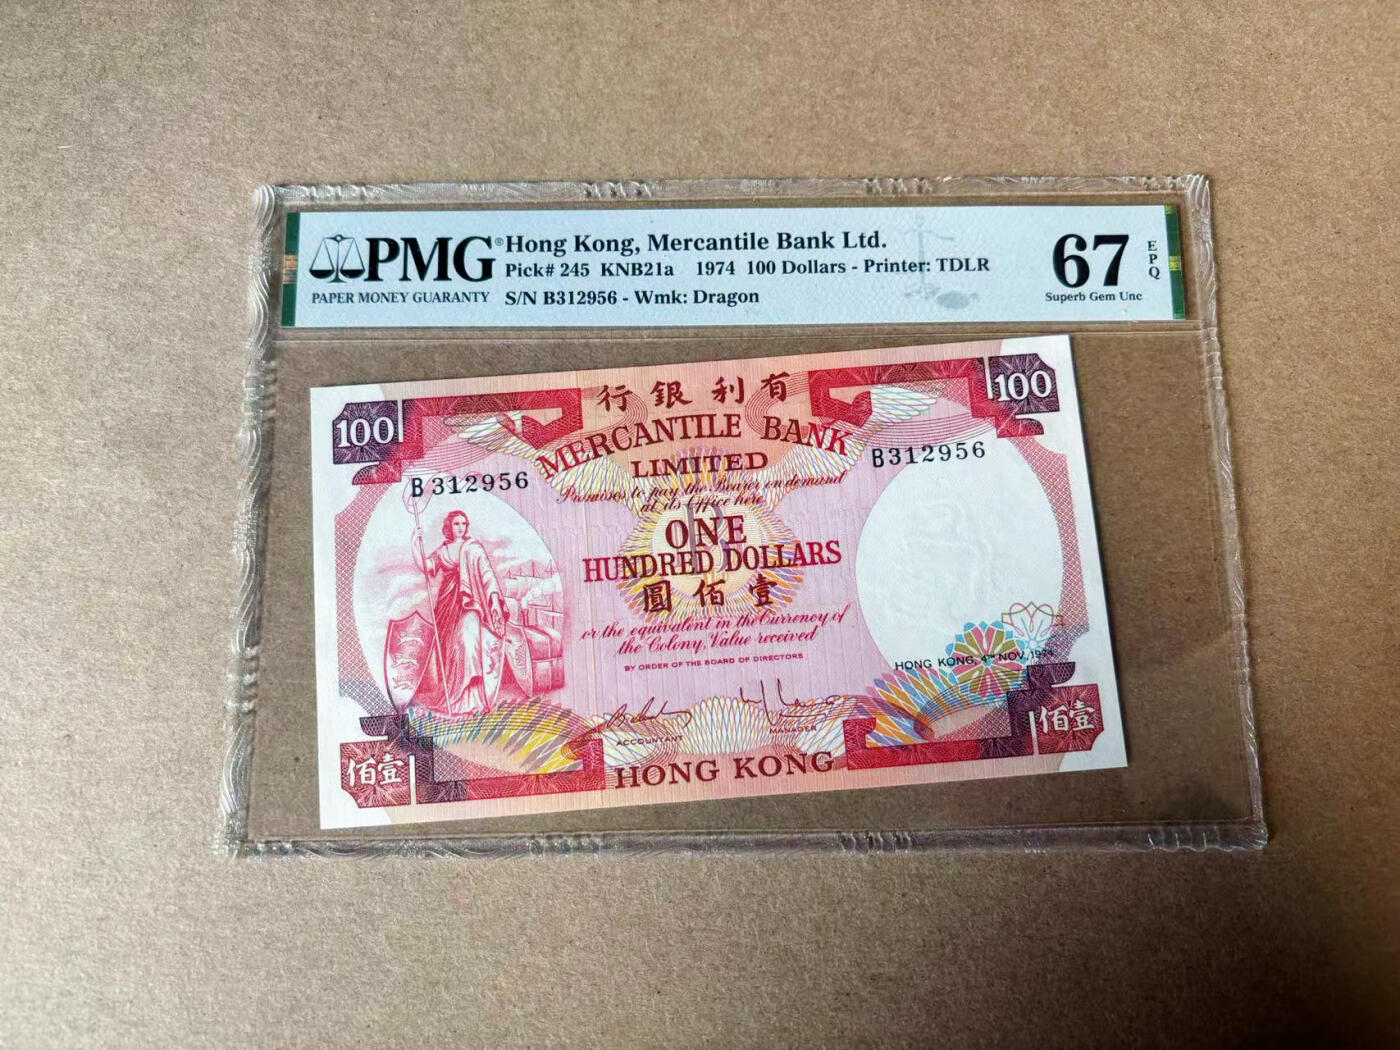 PMG®
PAPER MONEY GUARANTY
Hong Kong, Mercantile Bank Ltd.
Pick# 245 KNB21a 1974 100 Dollars - Printer: TDLR
S/N B312956 - Wmk: Dragon
67
EPQ
Superb Gem Unc
100
行銀利有
100
MERCANTILE BANK
LIMITED
B312956
B312956
Promises to pay the Bearer on demand
at its Office here
ONE
HUNDRED DOLLARS
圓佰壹
or the equivalent in the Currency of
the Colony, Value received
BY ORDER OF THE BOARD OF DIRECTORS
HONG KONG, 4TH NOV. 1974
ACCOUNTANT
MANAGER
佰壹
HONG KONG
佰壹